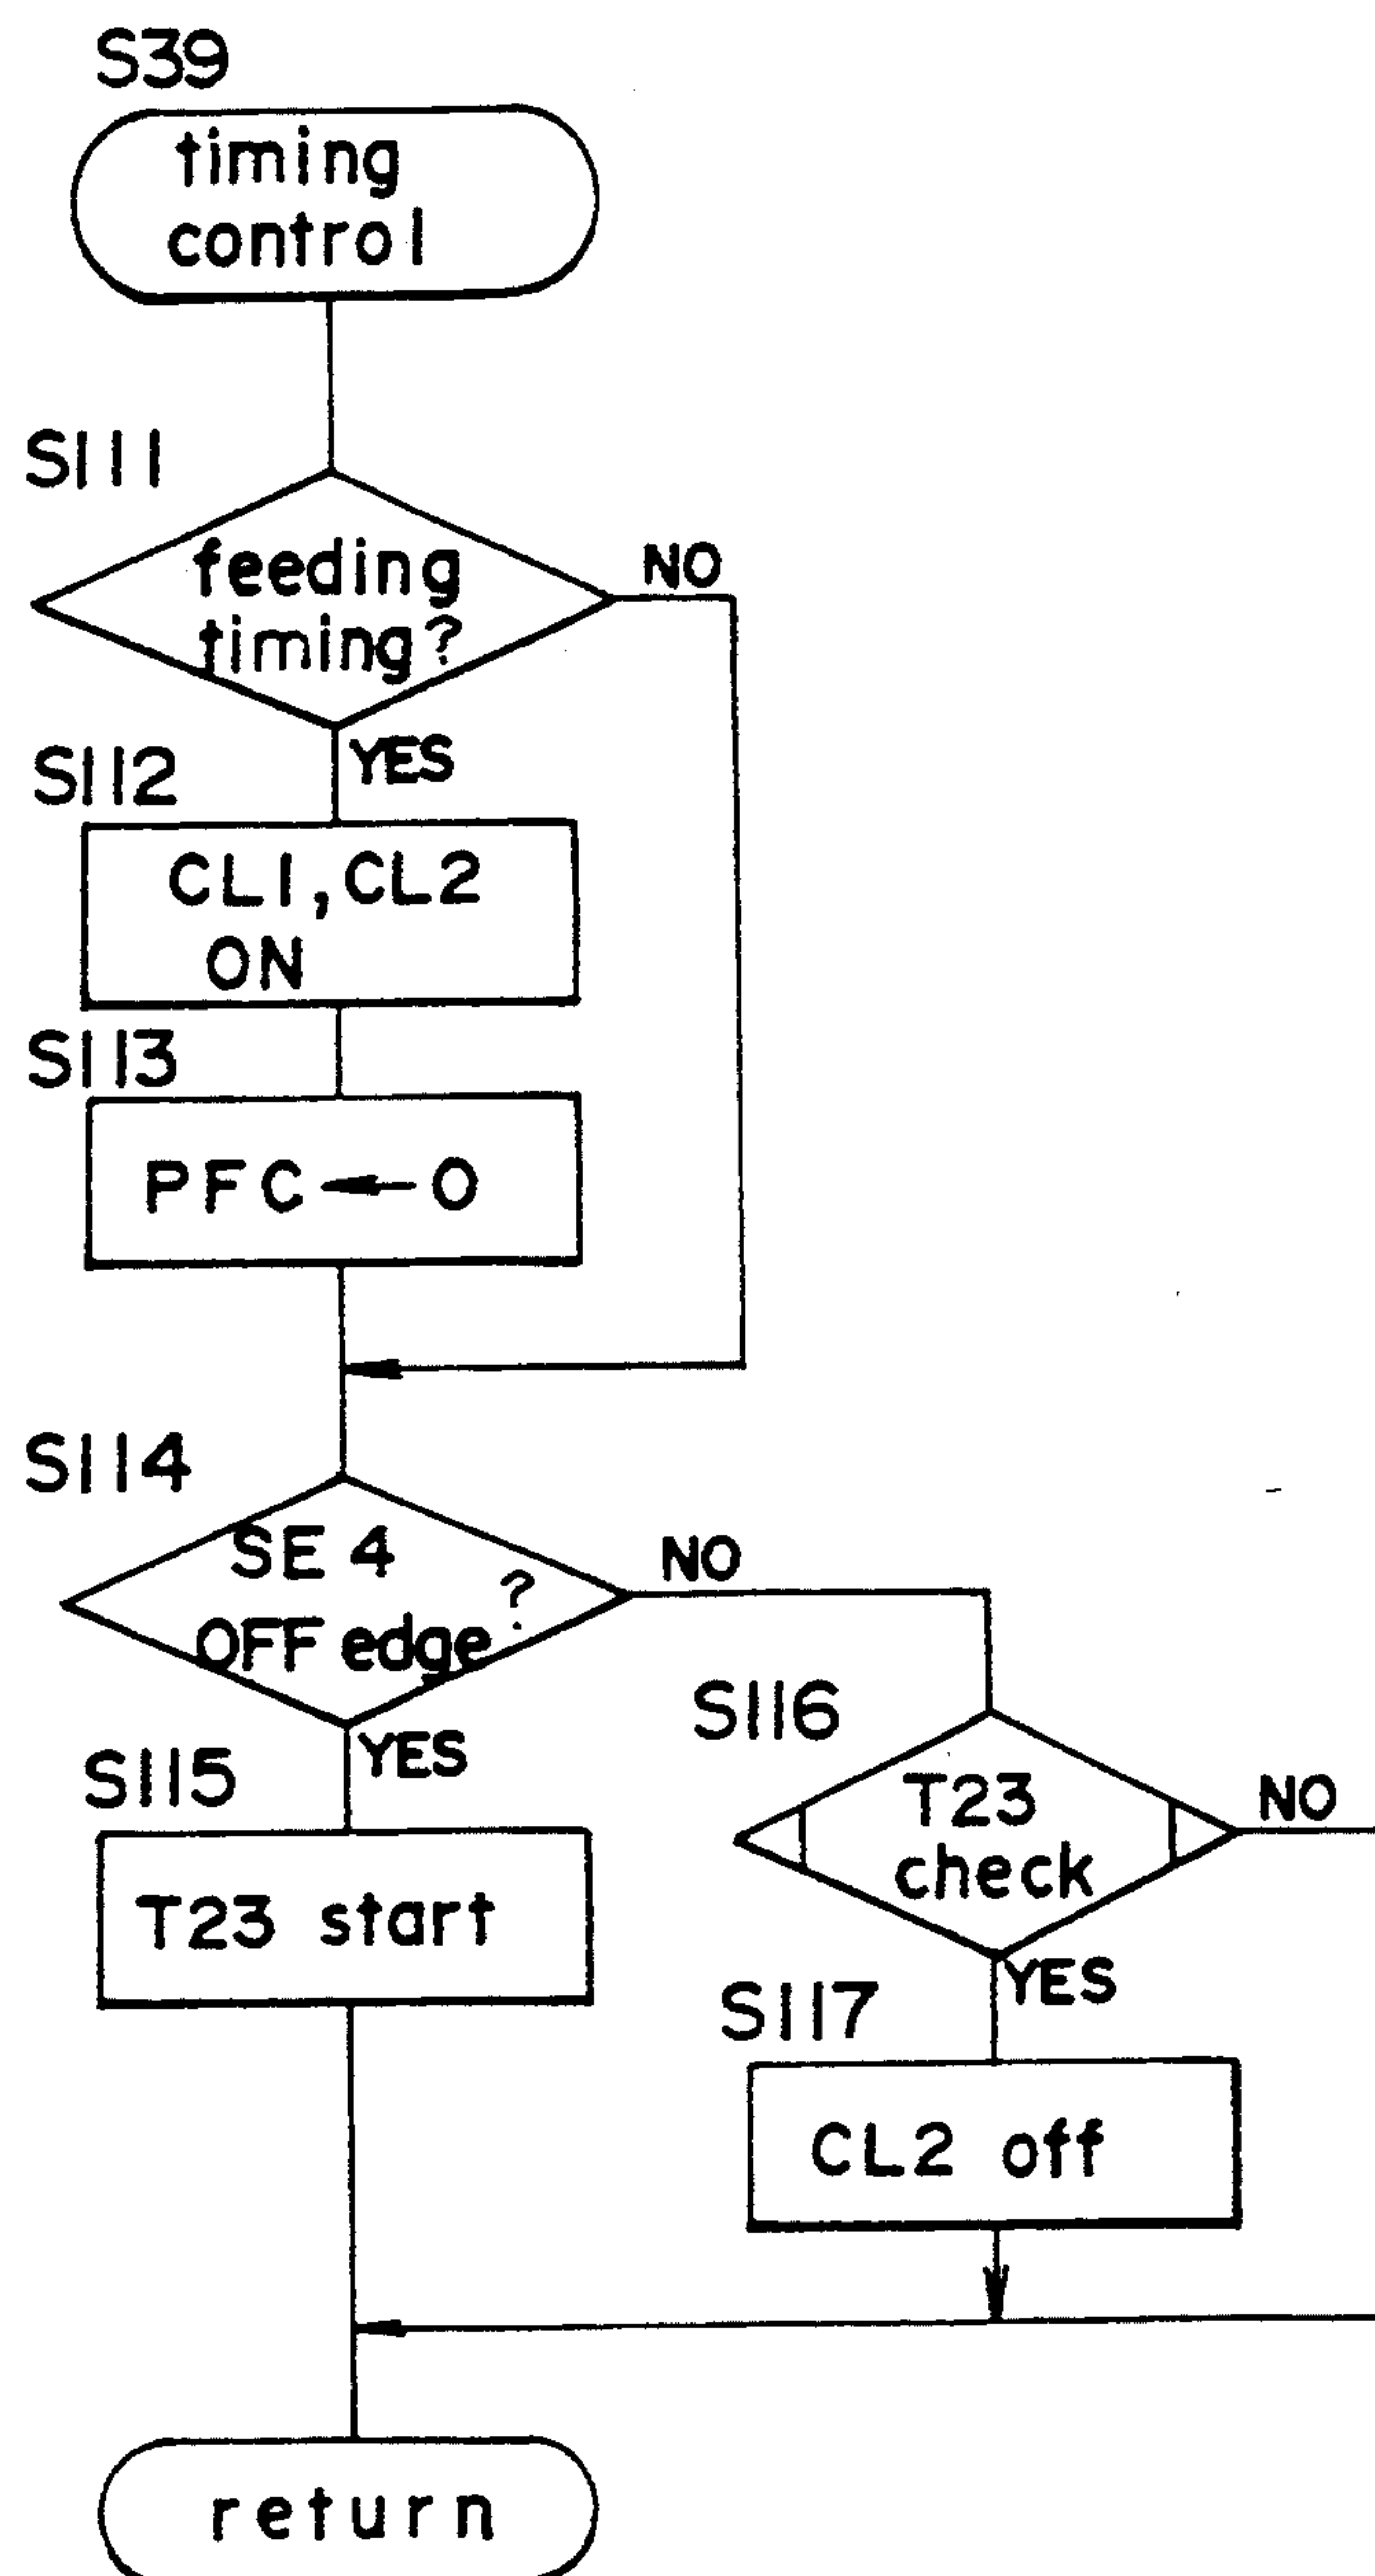 S39
timing
control
S111
feeding
timing?
NO
YES
S112
CL1, CL2
ON
S113
PFC ← 0
S114
SE 4
OFF edge?
NO
YES
S115
T23 start
S116
T23
check
NO
YES
S117
CL2 off
return